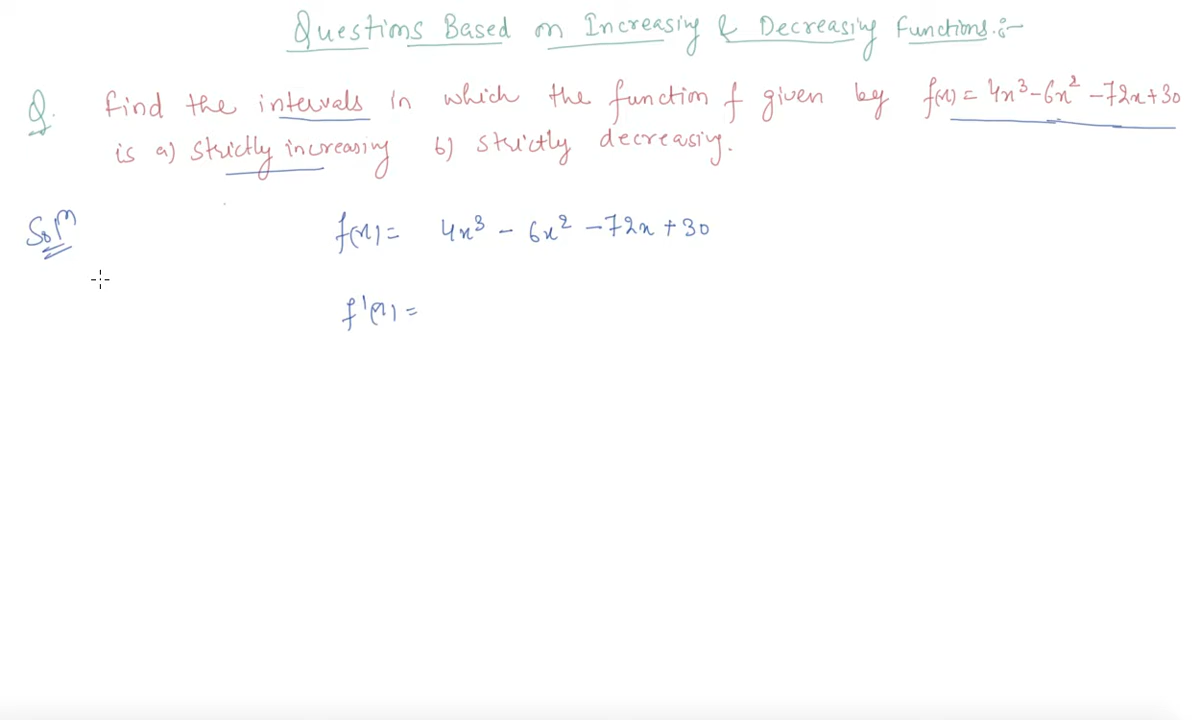 Questions Based on Increasing & Decreasing Functions :-
Q. find the intervals in which the function f given by f(x) = 4x³-6x²-72x+30
is a) strictly increasing b) strictly decreasing.
Solⁿ f(x) = 4x³ - 6x² -72x + 30
f'(x) =